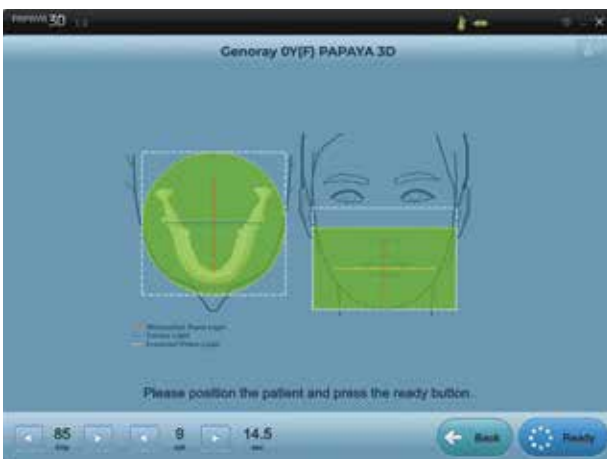 PAPAYA 3D
Genoray 0Y(F) PAPAYA 3D
Please position the patient and press the ready button.
85 9 14.5
Back Ready